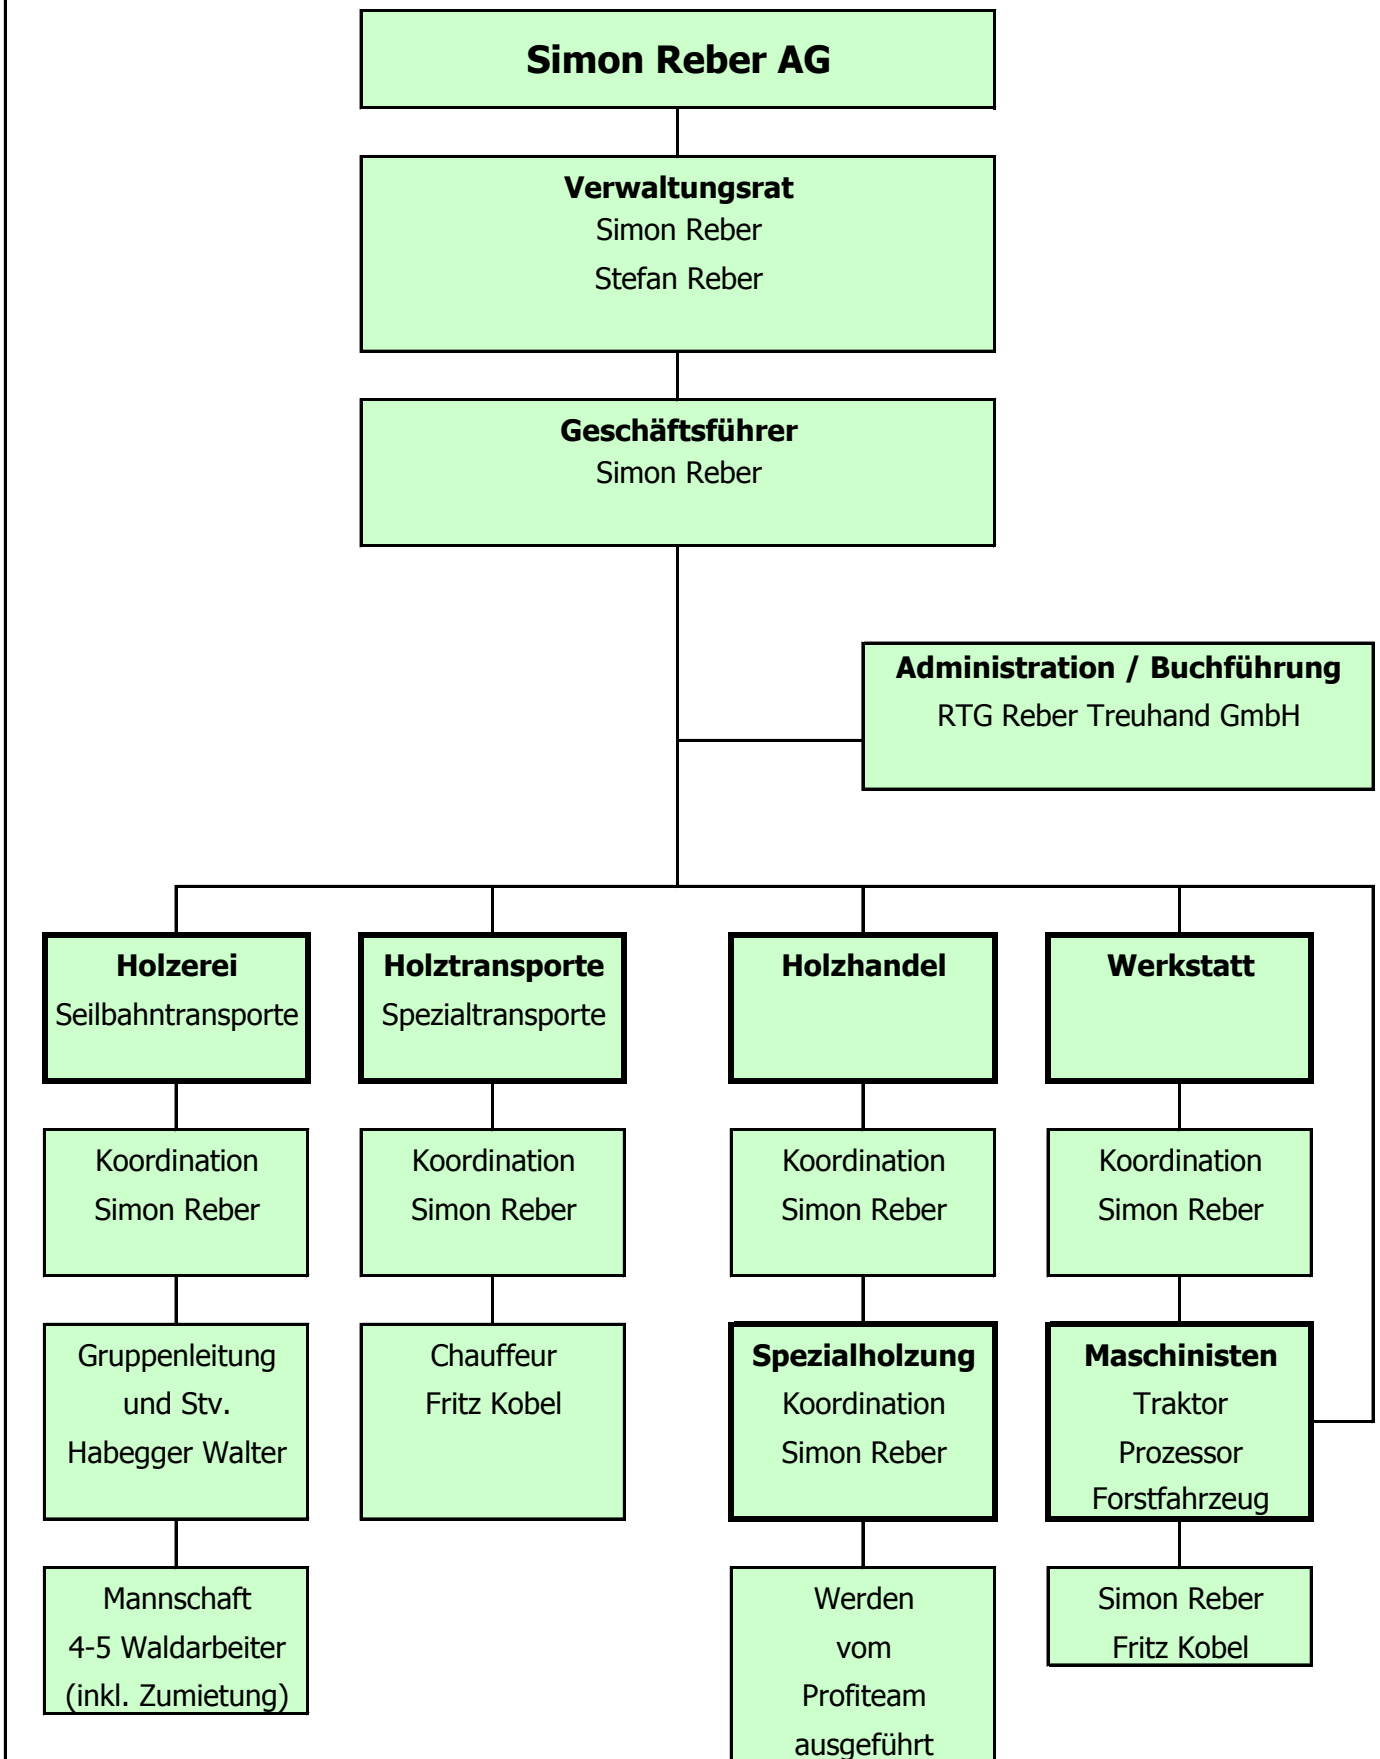 Simon Reber AG
Verwaltungsrat
Simon Reber
Stefan Reber
Geschäftsführer
Simon Reber
Administration / Buchführung
RTG Reber Treuhand GmbH
Holzerei
Seilbahntransporte
Holztransporte
Spezialtransporte
Holzhandel
Werkstatt
Koordination
Simon Reber
Koordination
Simon Reber
Koordination
Simon Reber
Koordination
Simon Reber
Gruppenleitung
und Stv.
Habegger Walter
Chauffeur
Fritz Kobel
Spezialholzung
Koordination
Simon Reber
Maschinisten
Traktor
Prozessor
Forstfahrzeug
Mannschaft
4-5 Waldarbeiter
(inkl. Zumietung)
Werden
vom
Profiteam
ausgeführt
Simon Reber
Fritz Kobel